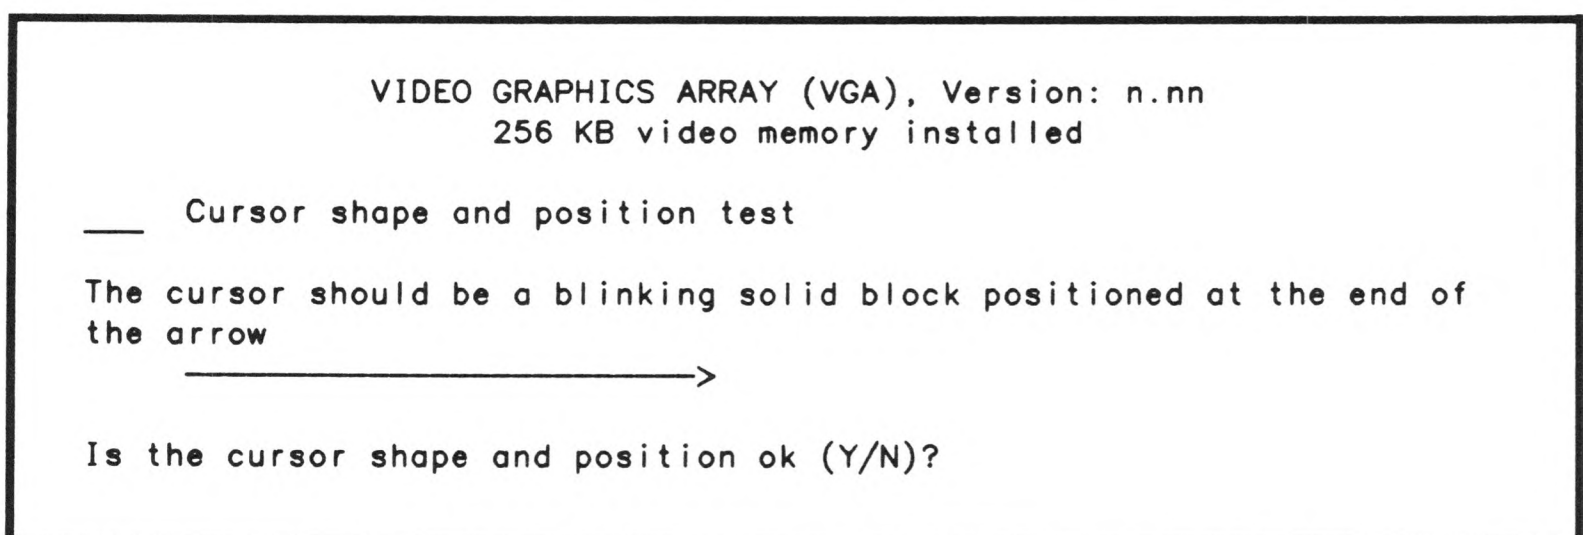 VIDEO GRAPHICS ARRAY (VGA), Version: n.nn
256 KB video memory installed
___ Cursor shape and position test
The cursor should be a blinking solid block positioned at the end of
the arrow
Is the cursor shape and position ok (Y/N)?